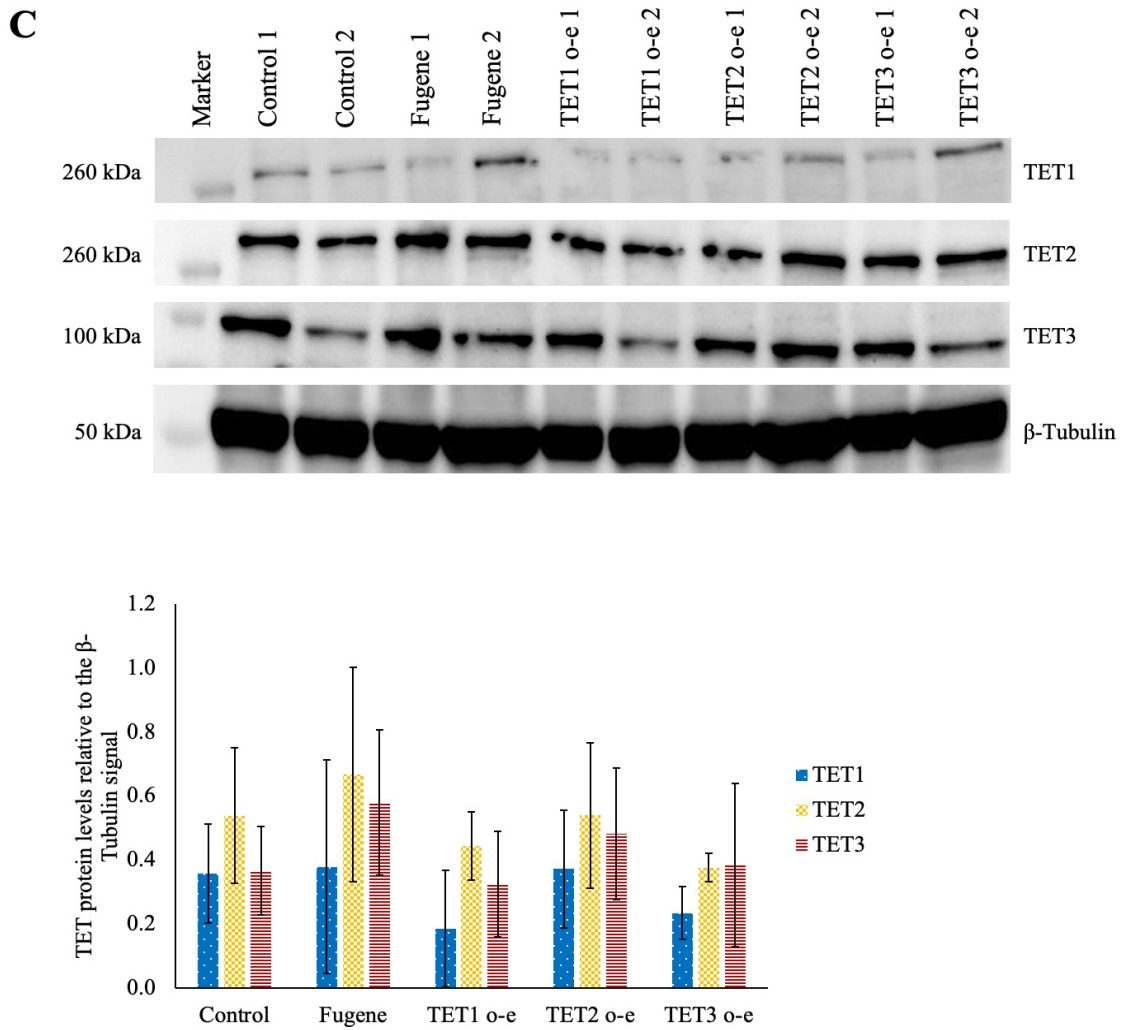 C
Marker
Control 1
Control 2
Fugene 1
Fugene 2
TET1 o-e 1
TET1 o-e 2
TET2 o-e 1
TET2 o-e 2
TET3 o-e 1
TET3 o-e 2
260 kDa
TET1
260 kDa
TET2
100 kDa
TET3
50 kDa
β-Tubulin
TET protein levels relative to the β-
Tubulin signal
1.2
1.0
0.8
0.6
0.4
0.2
0.0
Control
Fugene
TET1 o-e
TET2 o-e
TET3 o-e
TET1
TET2
TET3